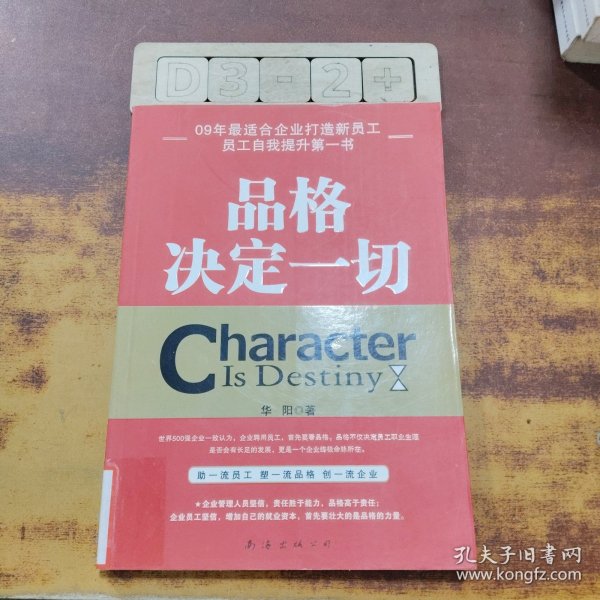 D3-2+
09年最适合企业打造新员工
员工自我提升第一书
品格
决定一切
Character
Is Destiny
华 阳◎著
世界500强企业一致认为，企业聘用员工，首先要看品格，品格不仅决定员工职业生涯
是否会有长足的发展，更是一个企业络锁命脉所在。
助一流员工 塑一流品格 创一流企业
★企业管理人员坚信，责任胜于能力，品格高于责任；
企业员工坚信，增加自己的就业资本，首先要壮大的是品格的力量。
南海出版公司
孔夫子旧书网
www.kongfz.com